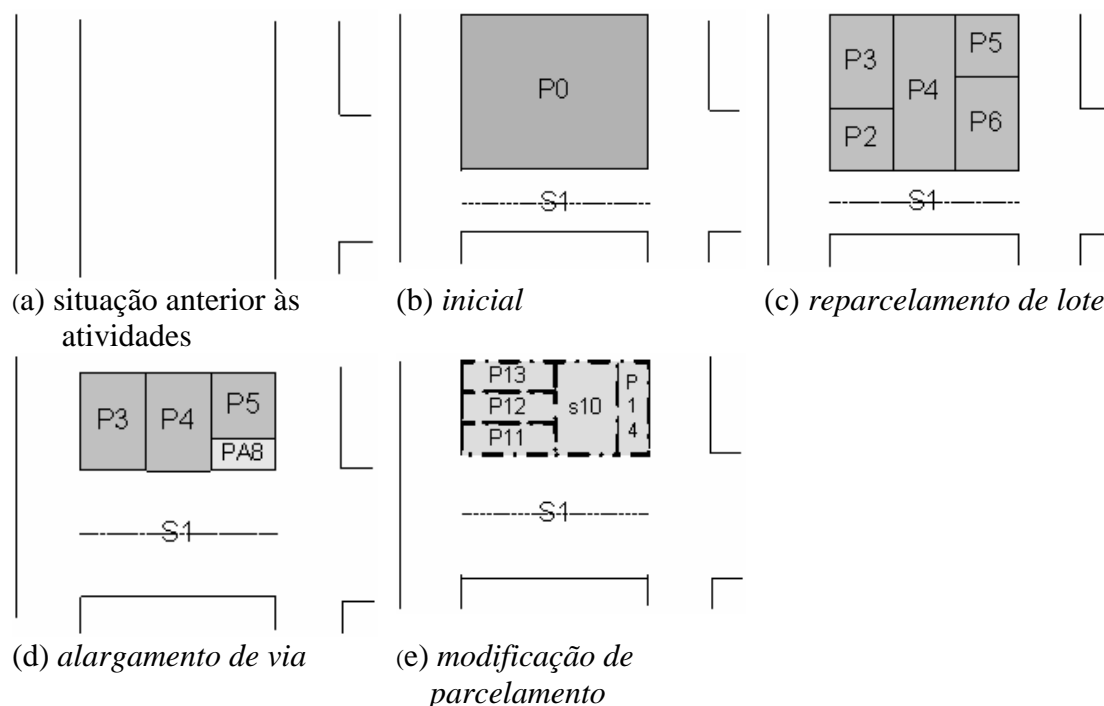 P0
S1
P3
P4
P5
P2
P6
S1
(a) situação anterior às
atividades
(b) inicial
(c) reparcelamento de lote
P3
P4
P5
PA8
S1
P13
P12
P11
s10
P
1
4
S1
(d) alargamento de via
(e) modificação de
parcelamento